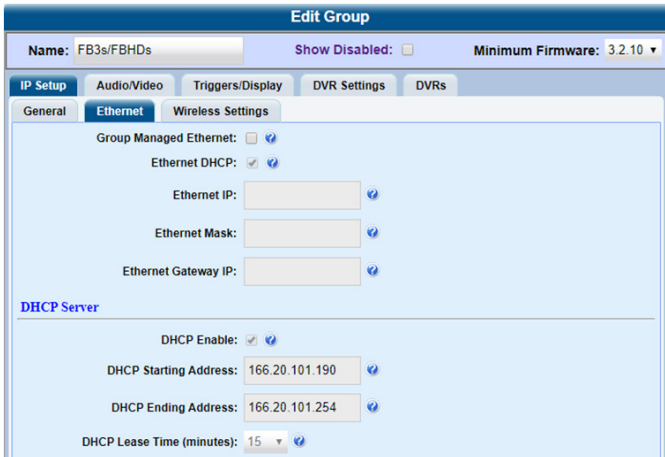 Edit Group
Name: FB3s/FBHDs Show Disabled: Minimum Firmware: 3.2.10
IP Setup Audio/Video Triggers/Display DVR Settings DVRs
General Ethernet Wireless Settings
Group Managed Ethernet:
Ethernet DHCP:
Ethernet IP:
Ethernet Mask:
Ethernet Gateway IP:
DHCP Server
DHCP Enable:
DHCP Starting Address: 166.20.101.190
DHCP Ending Address: 166.20.101.254
DHCP Lease Time (minutes): 15